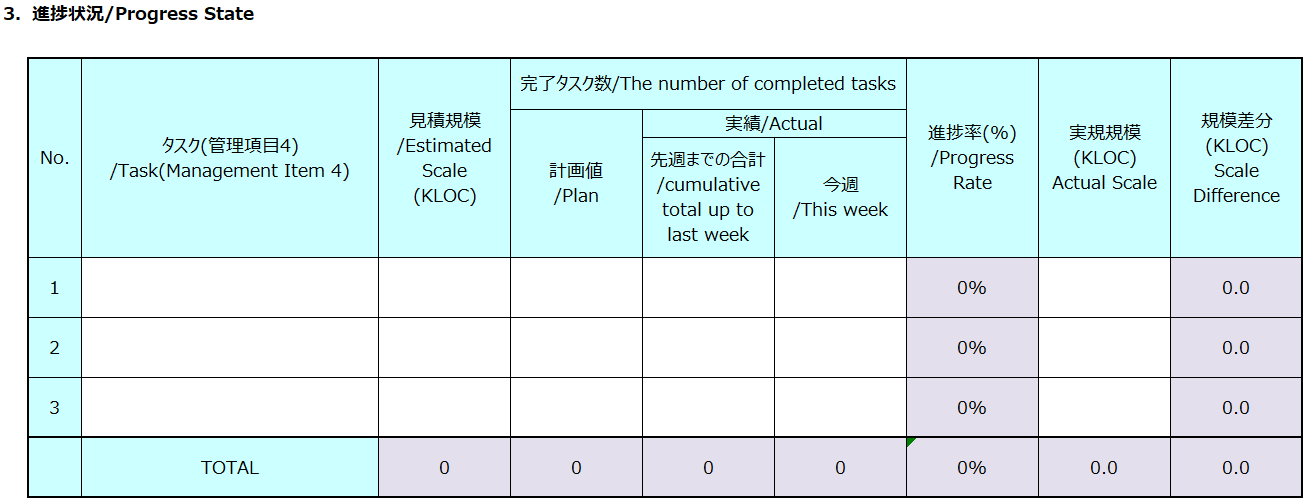 3. 進捗状況/Progress State
No.
タスク(管理項目4)
/Task(Management Item 4)
見積規模
/Estimated
Scale
(KLOC)
完了タスク数/The number of completed tasks
計画値
/Plan
実績/Actual
先週までの合計
/cumulative
total up to
last week
今週
/This week
進捗率(%)
/Progress
Rate
実規規模
(KLOC)
Actual Scale
規模差分
(KLOC)
Scale
Difference
1 0% 0.0
2 0% 0.0
3 0% 0.0
TOTAL 0 0 0 0 0% 0.0 0.0